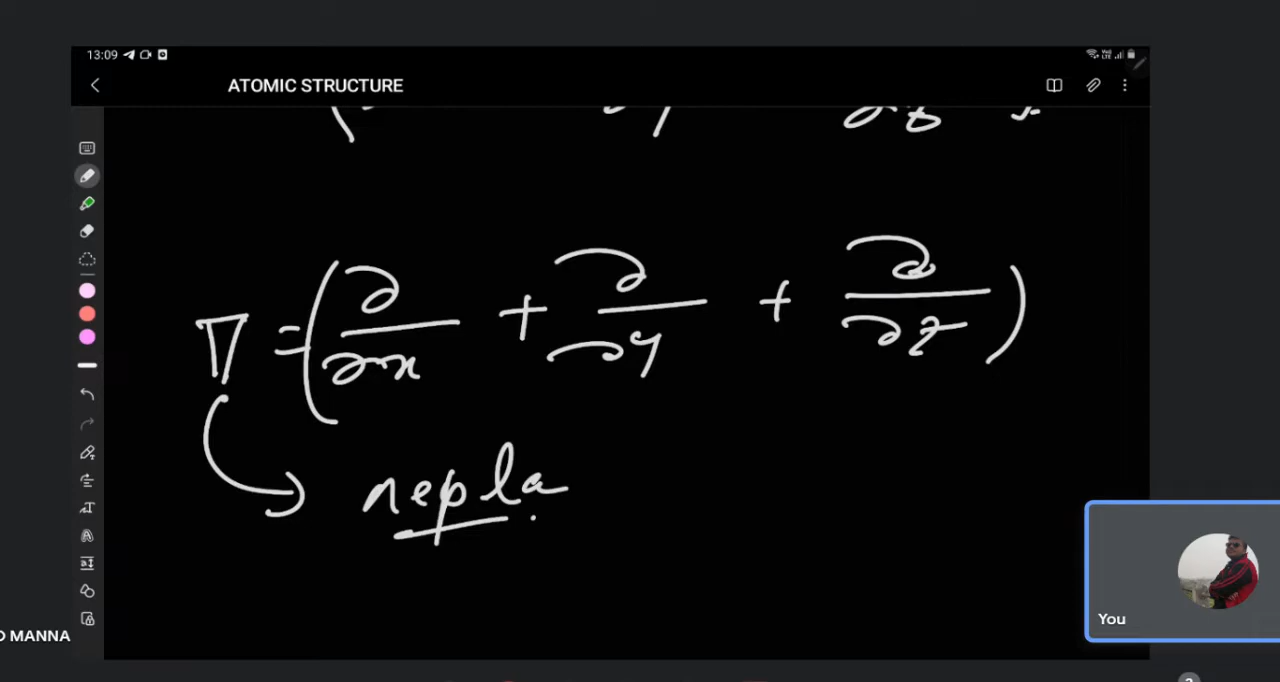 13:09
ATOMIC STRUCTURE
∇ = (∂/∂x + ∂/∂y + ∂/∂z)
nepla
You
MANNA